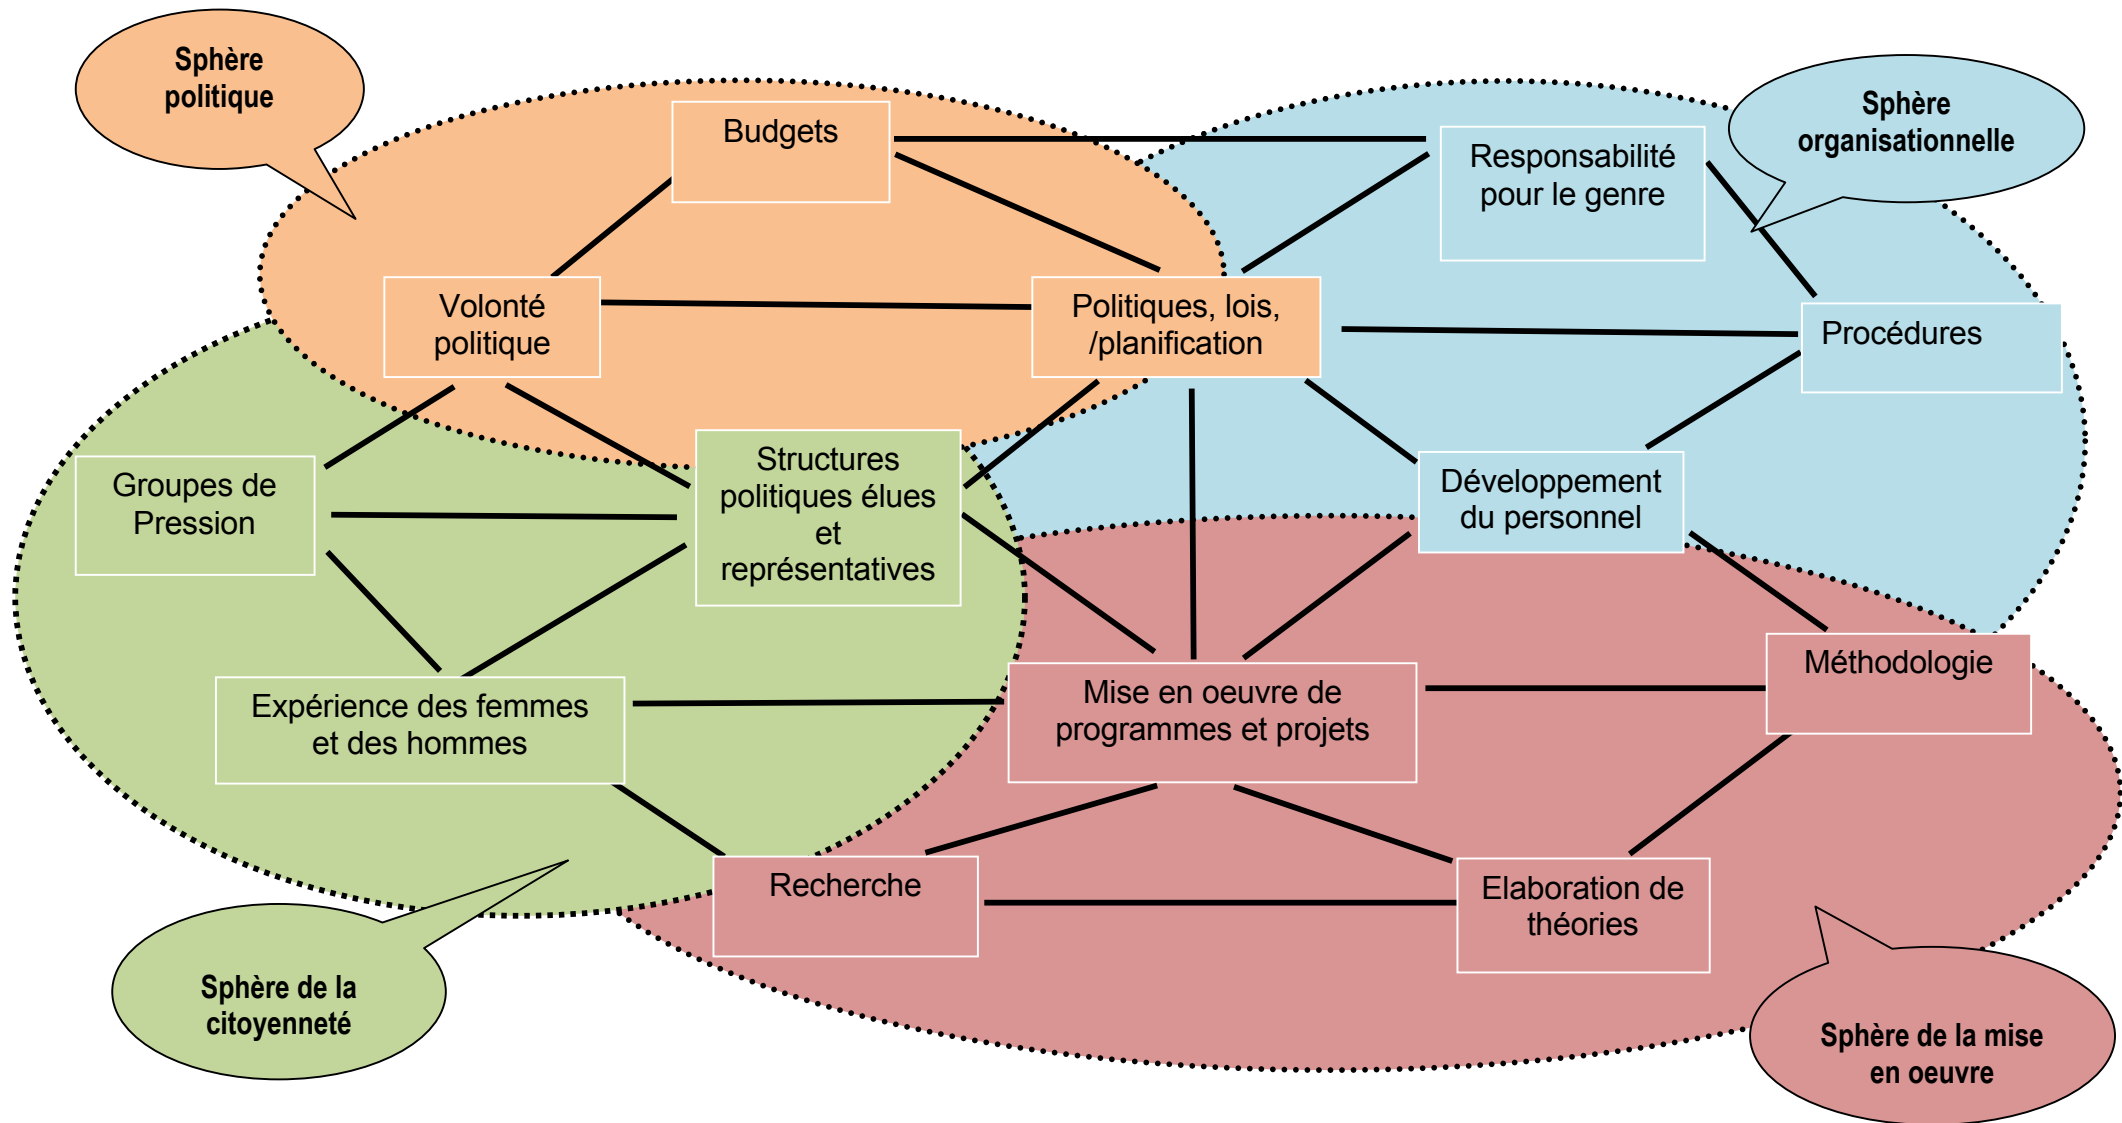 Sphère
politique
Budgets
Sphère
organisationnelle
Responsabilité
pour le genre
Volonté
politique
Politiques, lois,
/planification
Procédures
Groupes de
Pression
Structures
politiques élues
et
représentatives
Développement
du personnel
Expérience des femmes
et des hommes
Mise en oeuvre de
programmes et projets
Méthodologie
Recherche
Elaboration de
théories
Sphère de la
citoyenneté
Sphère de la mise
en oeuvre